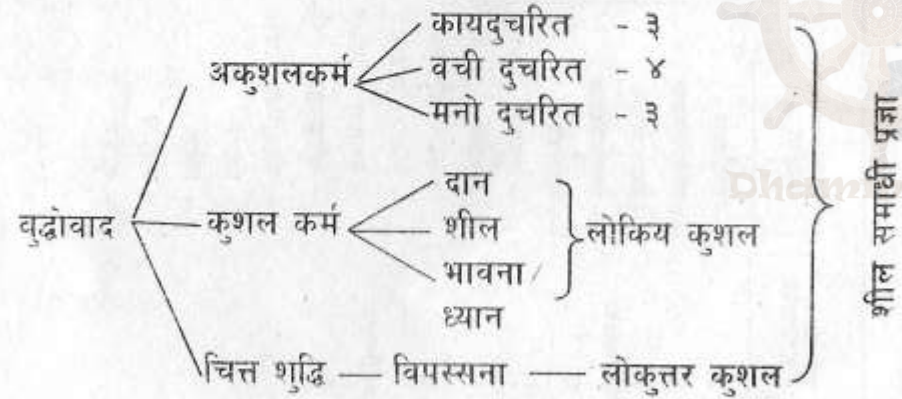 कायदुचरित - ३
अकुशलकर्म वची दुचरित - ४
मनो दुचरित - ३
दान
वुद्धोवाद कुशल कर्म शील लोकिय कुशल
भावना
ध्यान
चित्त शुद्धि — विपस्सना — लोकुत्तर कुशल
शील समाधी प्रज्ञा